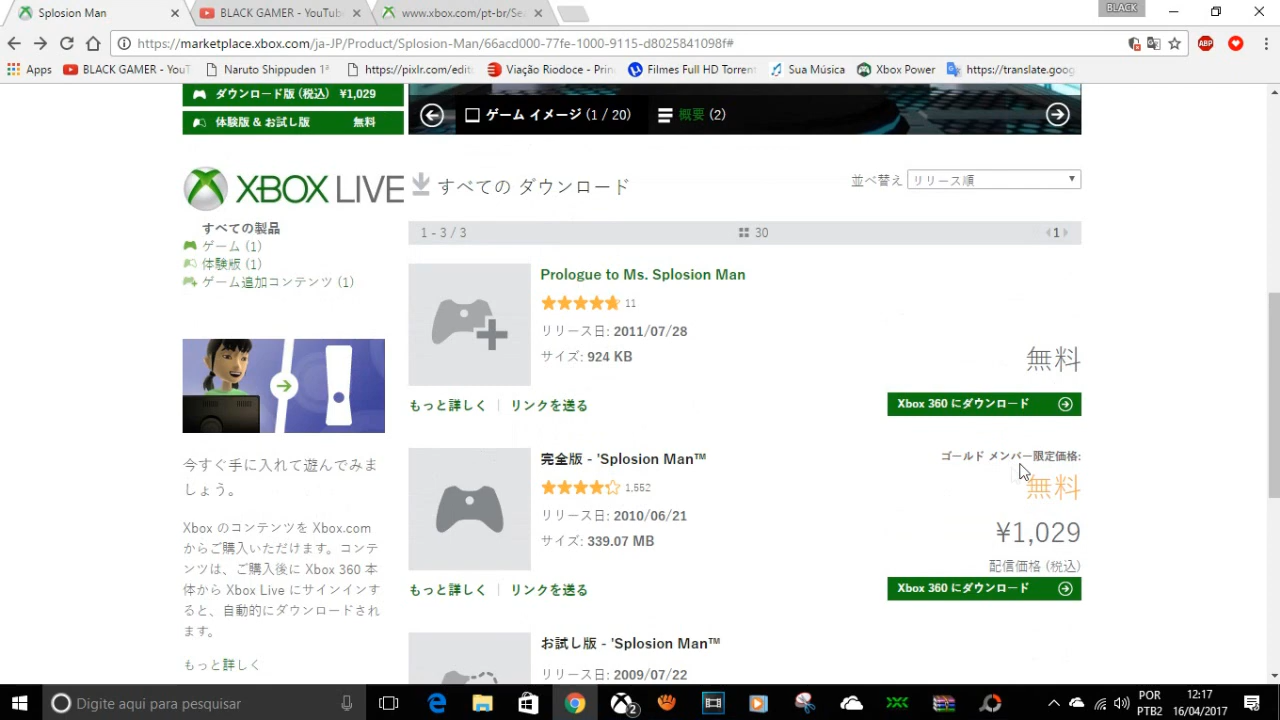 Splosion Man
BLACK GAMER - YouTube
www.xbox.com/pt-br/Se
BLACK
https://marketplace.xbox.com/ja-JP/Product/Splosion-Man/66acd000-77fe-1000-9115-d8025841098f#
ABP
Apps
BLACK GAMER - YouT
Naruto Shippuden 1ª
https://pixlr.com/edit
Viação Riodoce - Prin
Filmes Full HD Torrent
Sua Música
Xbox Power
https://translate.goog
ダウンロード版 (税込) ¥1,029
体験版 & お試し版 無料
ゲーム イメージ (1 / 20)
概要 (2)
XBOX LIVE
すべての ダウンロード
並べ替え リリース順
すべての製品
ゲーム (1)
体験版 (1)
ゲーム追加コンテンツ (1)
1 - 3 / 3
30
1
Prologue to Ms. Splosion Man
11
リリース日: 2011/07/28
サイズ: 924 KB
無料
もっと詳しく
リンクを送る
Xbox 360 にダウンロード
完全版 - 'Splosion Man™
1,552
リリース日: 2010/06/21
サイズ: 339.07 MB
ゴールド メンバー限定価格:
無料
¥1,029
配信価格 (税込)
もっと詳しく
リンクを送る
Xbox 360 にダウンロード
お試し版 - 'Splosion Man™
リリース日: 2009/07/22
今すぐ手に入れて遊んでみま
しょう。
Xbox のコンテンツを Xbox.com
からご購入いただけます。コンテ
ンツは、ご購入後に Xbox 360 本
体から Xbox Live にサインインす
ると、自動的にダウンロードされ
ます。
もっと詳しく
Digite aqui para pesquisar
2
POR
PTB2
12:17
16/04/2017